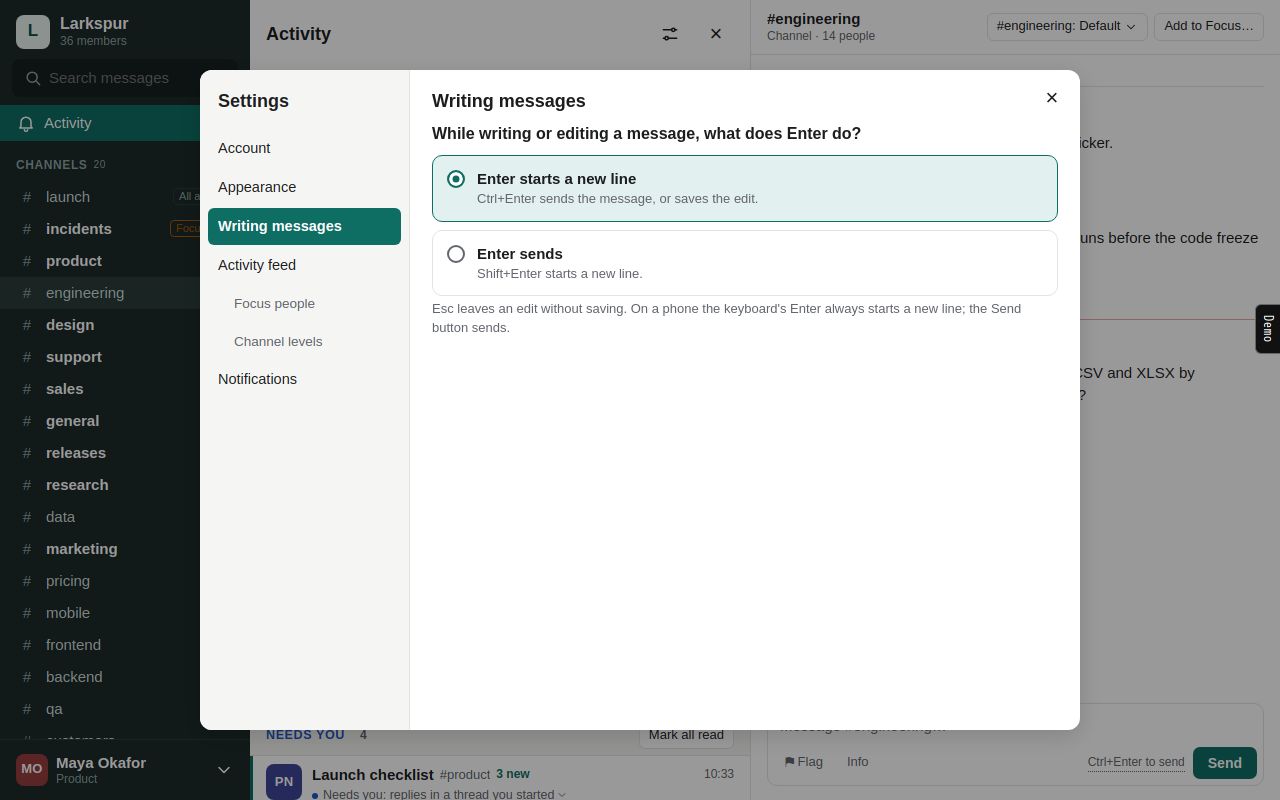 L
Larkspur
36 members
Search messages
Activity
CHANNELS 20
# launch
# incidents
# product
# engineering
# design
# support
# sales
# general
# releases
# research
# data
# marketing
# pricing
# mobile
# frontend
# backend
# qa
MO
Maya Okafor
Product
Activity
NEEDS YOU 4
Mark all read
PN
Launch checklist #product 3 new 10:33
Needs you: replies in a thread you started
#engineering
Channel · 14 people
#engineering: Default
Add to Focus…
uns before the code freeze
CSV and XLSX by
?
Flag
Info
Ctrl+Enter to send
Send
Demo
Settings
Account
Appearance
Writing messages
Activity feed
Focus people
Channel levels
Notifications
Writing messages
While writing or editing a message, what does Enter do?
Enter starts a new line
Ctrl+Enter sends the message, or saves the edit.
Enter sends
Shift+Enter starts a new line.
Esc leaves an edit without saving. On a phone the keyboard's Enter always starts a new line; the Send
button sends.